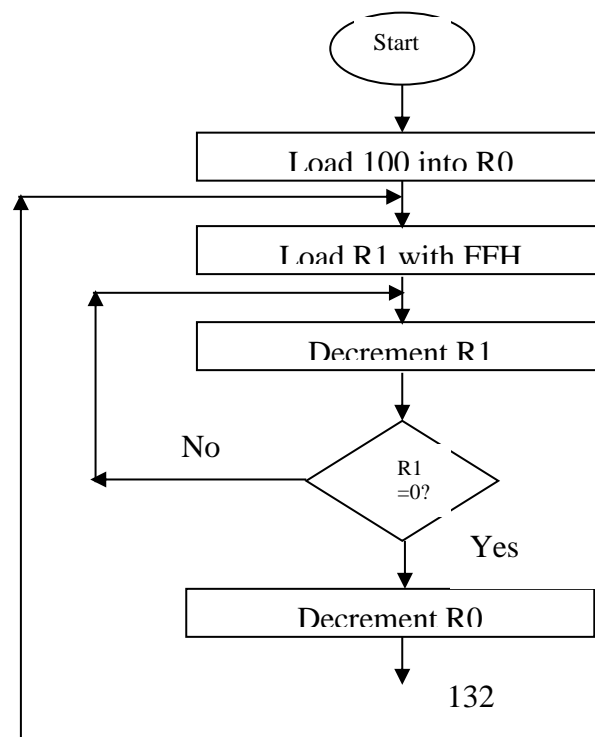 Start
Load 100 into R0
Load R1 with FFH
Decrement R1
No
R1
=0?
Yes
Decrement R0
132